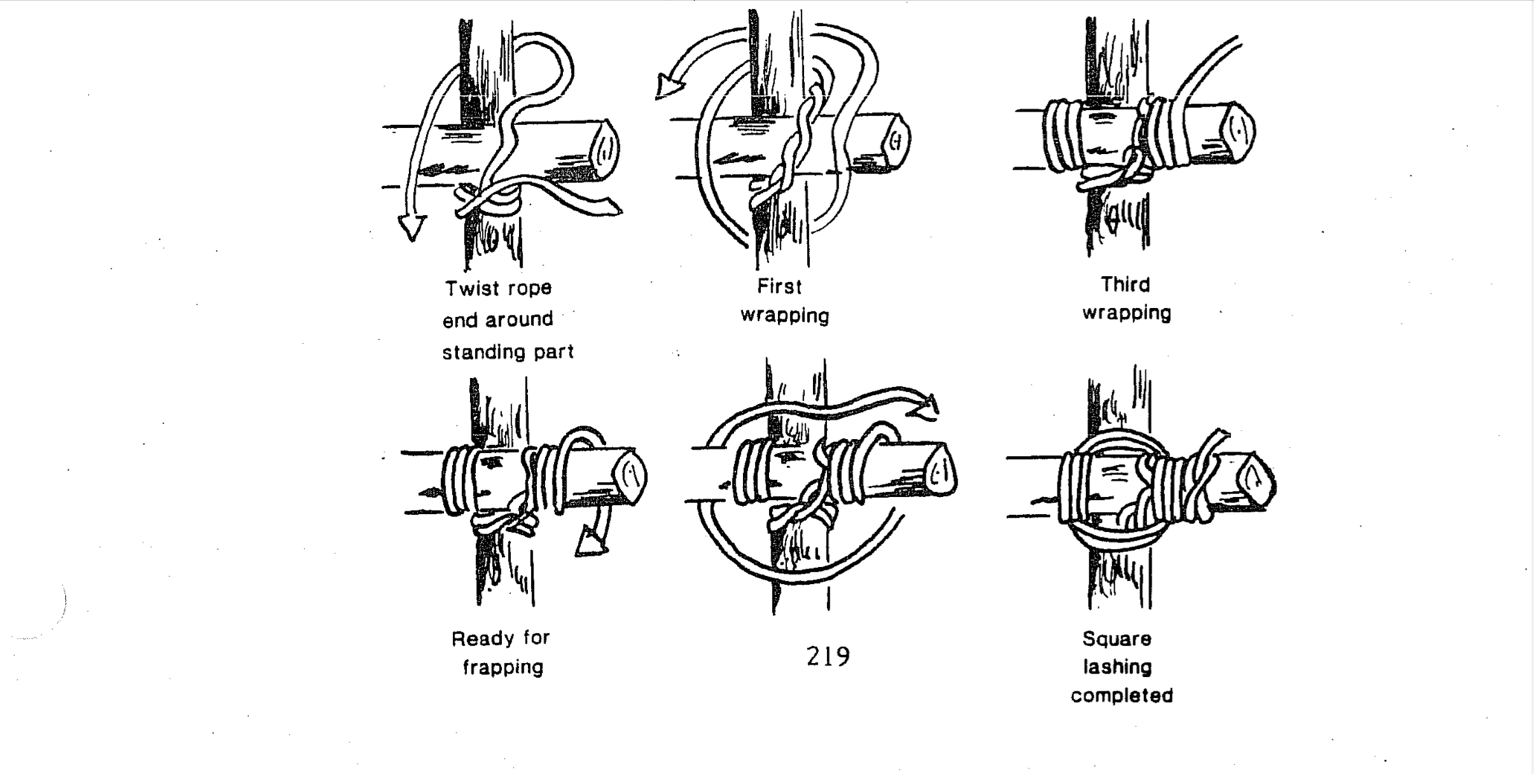 Twist rope
end around
standing part
First
wrapping
Third
wrapping
Ready for
frapping
219
Square
lashing
completed